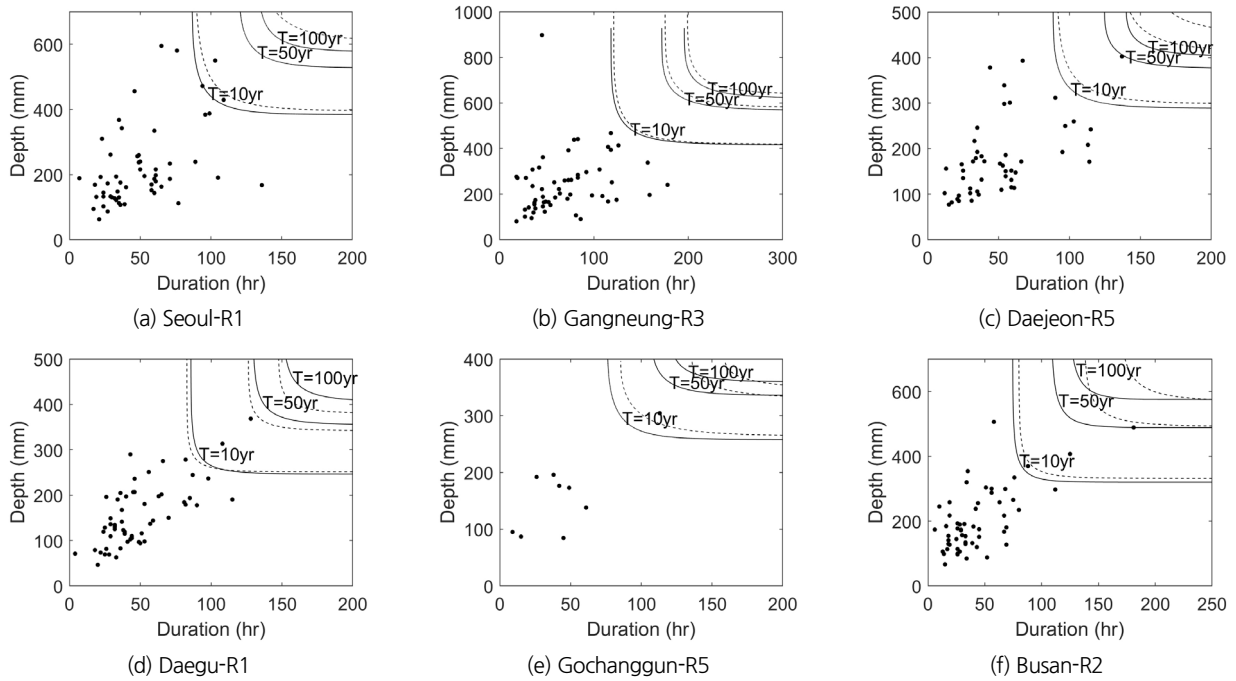 Depth (mm)
600
400
200
0
T=100yr
T=50yr
T=10yr
0 50 100 150 200
Duration (hr)
(a) Seoul-R1
Depth (mm)
1000
800
600
400
200
0
T=100yr
T=50yr
T=10yr
0 100 200 300
Duration (hr)
(b) Gangneung-R3
Depth (mm)
500
400
300
200
100
0
T=100yr
T=50yr
T=10yr
0 50 100 150 200
Duration (hr)
(c) Daejeon-R5
Depth (mm)
500
400
300
200
100
0
T=100yr
T=50yr
T=10yr
0 50 100 150 200
Duration (hr)
(d) Daegu-R1
Depth (mm)
400
300
200
100
0
T=100yr
T=50yr
T=10yr
0 50 100 150 200
Duration (hr)
(e) Gochanggun-R5
Depth (mm)
600
400
200
0
T=100yr
T=50yr
T=10yr
0 50 100 150 200 250
Duration (hr)
(f) Busan-R2